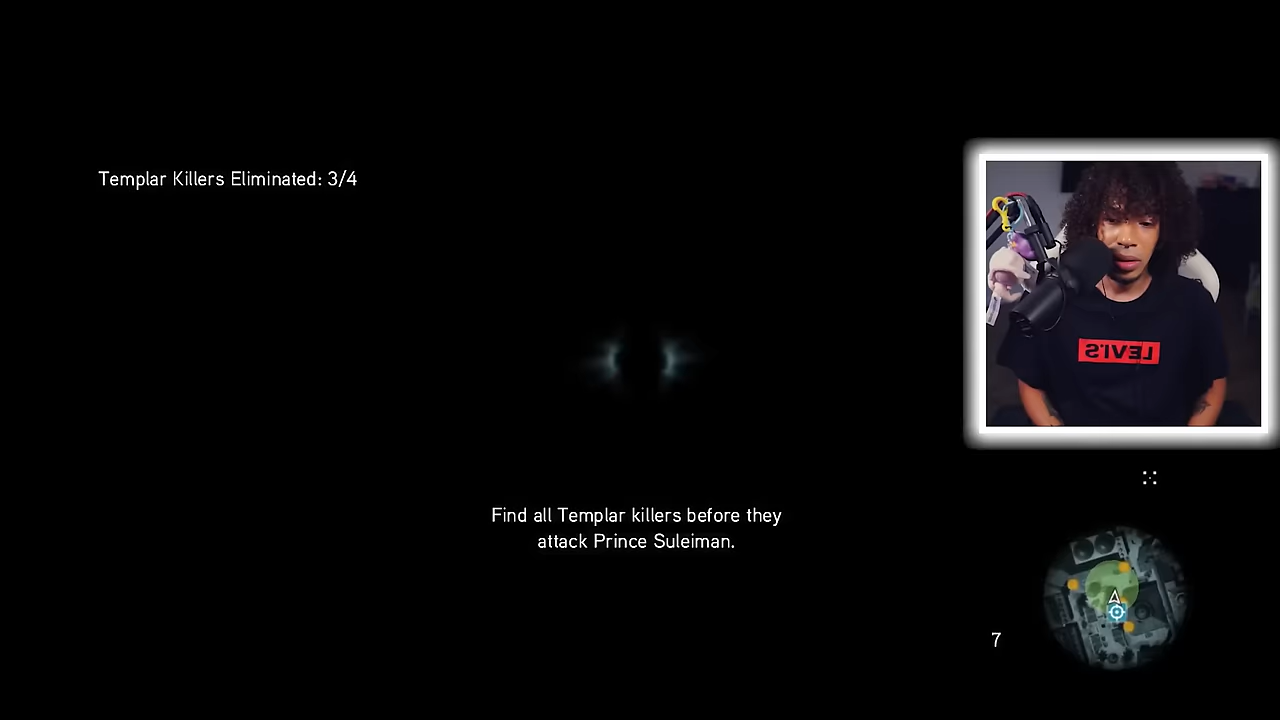 Templar Killers Eliminated: 3/4
LEVI'S
Find all Templar killers before they
attack Prince Suleiman.
7